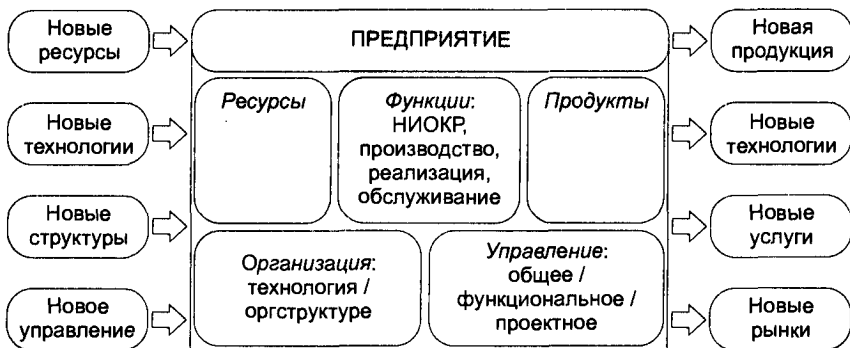 Новые
ресурсы
ПРЕДПРИЯТИЕ
Новая
продукция
Новые
технологии
Ресурсы
Функции:
НИОКР,
производство,
реализация,
обслуживание
Продукты
Новые
технологии
Новые
структуры
Новые
услуги
Новое
управление
Организация:
технология /
оргструктуре
Управление:
общее /
функциональное /
проектное
Новые
рынки